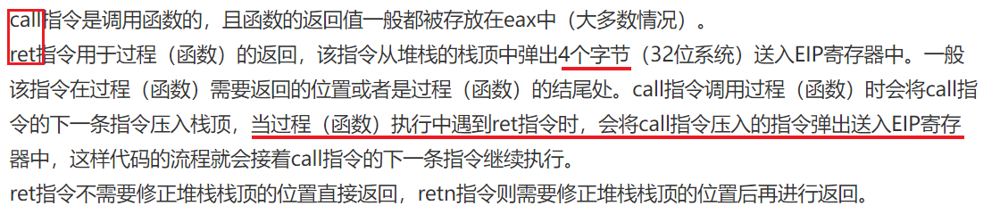 call指令是调用函数的，且函数的返回值一般都被存放在eax中（大多数情况）。
ret指令用于过程（函数）的返回，该指令从堆栈的栈顶中弹出4个字节（32位系统）送入EIP寄存器中。一般
该指令在过程（函数）需要返回的位置或者是过程（函数）的结尾处。call指令调用过程（函数）时会将call指
令的下一条指令压入栈顶，当过程（函数）执行中遇到ret指令时，会将call指令压入的指令弹出送入EIP寄存
器中，这样代码的流程就会接着call指令的下一条指令继续执行。
ret指令不需要修正堆栈栈顶的位置直接返回，retn指令则需要修正堆栈栈顶的位置后再进行返回。